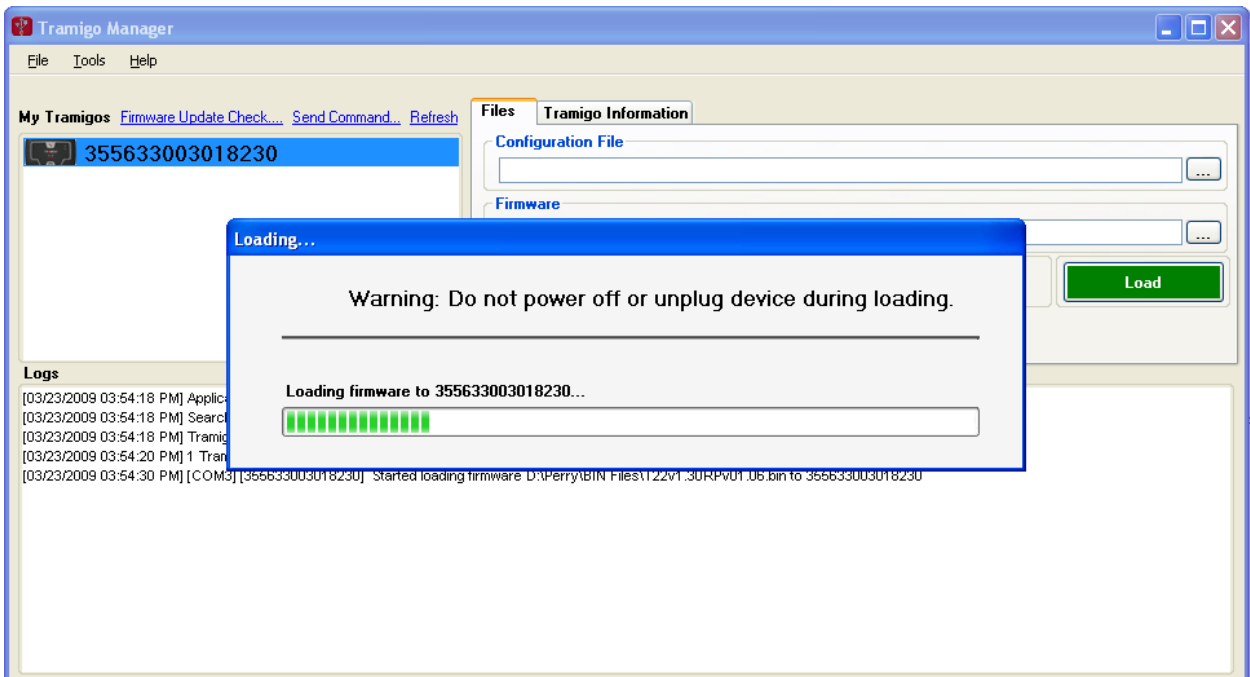 Tramigo Manager
File Tools Help
My Tramigos Firmware Update Check.... Send Command... Refresh
Files Tramigo Information
355633003018230
Configuration File
...
Firmware
...
Loading...
Load
Warning: Do not power off or unplug device during loading.
Loading firmware to 355633003018230...
Logs
[03/23/2009 03:54:18 PM] Applic
[03/23/2009 03:54:18 PM] Searc
[03/23/2009 03:54:18 PM] Tramig
[03/23/2009 03:54:20 PM] 1 Tram
[03/23/2009 03:54:30 PM] [COM3] [355633003018230] Started loading firmware D:\Perry\BIN Files\T22v1.30RPv01.06.bin to 355633003018230